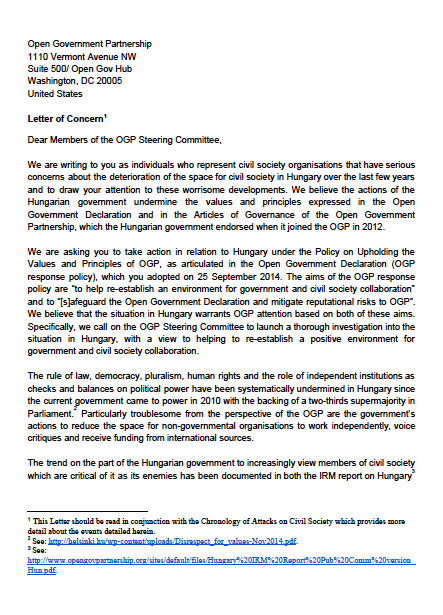 Open Government Partnership
1110 Vermont Avenue NW
Suite 500/ Open Gov Hub
Washington, DC 20005
United States
Letter of Concern1
Dear Members of the OGP Steering Committee,
We are writing to you as individuals who represent civil society organisations that have serious
concerns about the deterioration of the space for civil society in Hungary over the last few years
and to draw your attention to these worrisome developments. We believe the actions of the
Hungarian government undermine the values and principles expressed in the Open
Government Declaration and in the Articles of Governance of the Open Government
Partnership, which the Hungarian government endorsed when it joined the OGP in 2012.
We are asking you to take action in relation to Hungary under the Policy on Upholding the
Values and Principles of OGP, as articulated in the Open Government Declaration (OGP
response policy), which you adopted on 25 September 2014. The aims of the OGP response
policy are “to help re-establish an environment for government and civil society collaboration”
and to “[s]afeguard the Open Government Declaration and mitigate reputational risks to OGP”.
We believe that the situation in Hungary warrants OGP attention based on both of these aims.
Specifically, we call on the OGP Steering Committee to launch a thorough investigation into the
situation in Hungary, with a view to helping to re-establish a positive environment for
government and civil society collaboration.
The rule of law, democracy, pluralism, human rights and the role of independent institutions as
checks and balances on political power have been systematically undermined in Hungary since
the current government came to power in 2010 with the backing of a two-thirds supermajority in
Parliament.2 Particularly troublesome from the perspective of the OGP are the government's
actions to reduce the space for non-governmental organisations to work independently, voice
critiques and receive funding from international sources.
The trend on the part of the Hungarian government to increasingly view members of civil society
which are critical of it as its enemies has been documented in both the IRM report on Hungary3
1 This Letter should be read in conjunction with the Chronology of Attacks on Civil Society which provides more
detail about the events detailed herein.
2 See: http://helsinki.hu/wp-content/uploads/Disrespect_for_values-Nov2014.pdf.
3 See:
http://www.opengovpartnership.org/sites/default/files/Hungary%20IRM%20Report%20Pub%20Comm%20version_
Hun.pdf.